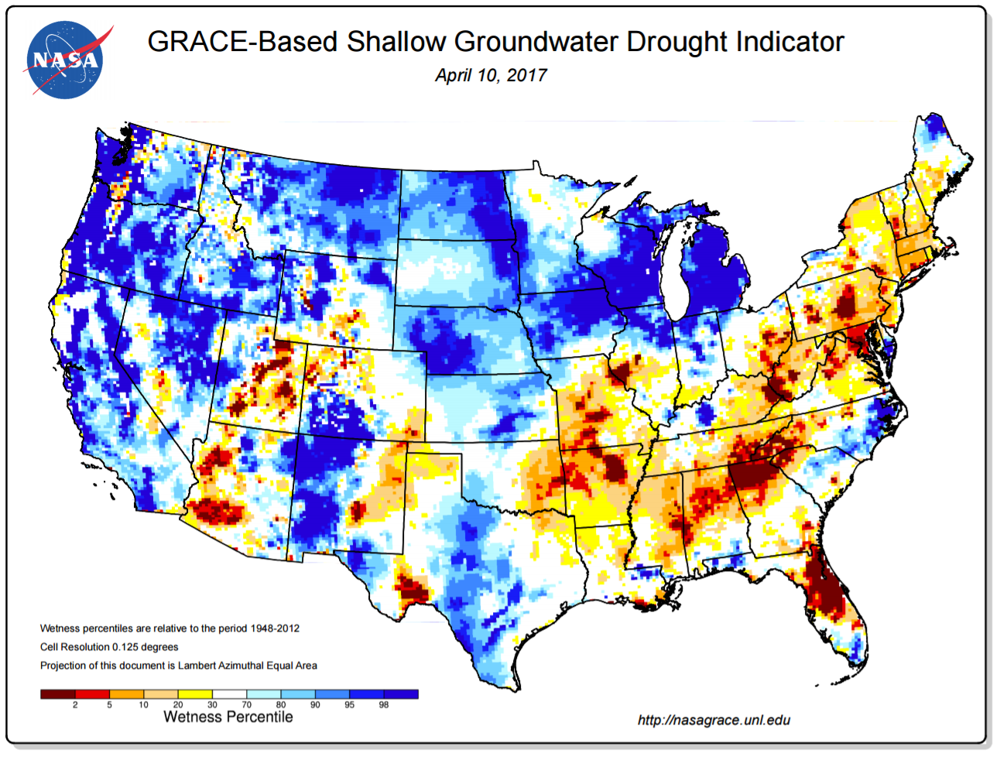 NASA
GRACE-Based Shallow Groundwater Drought Indicator
April 10, 2017
Wetness percentiles are relative to the period 1948-2012
Cell Resolution 0.125 degrees
Projection of this document is Lambert Azimuthal Equal Area
2 5 10 20 30 70 80 90 95 98
Wetness Percentile
http://nasagrace.unl.edu